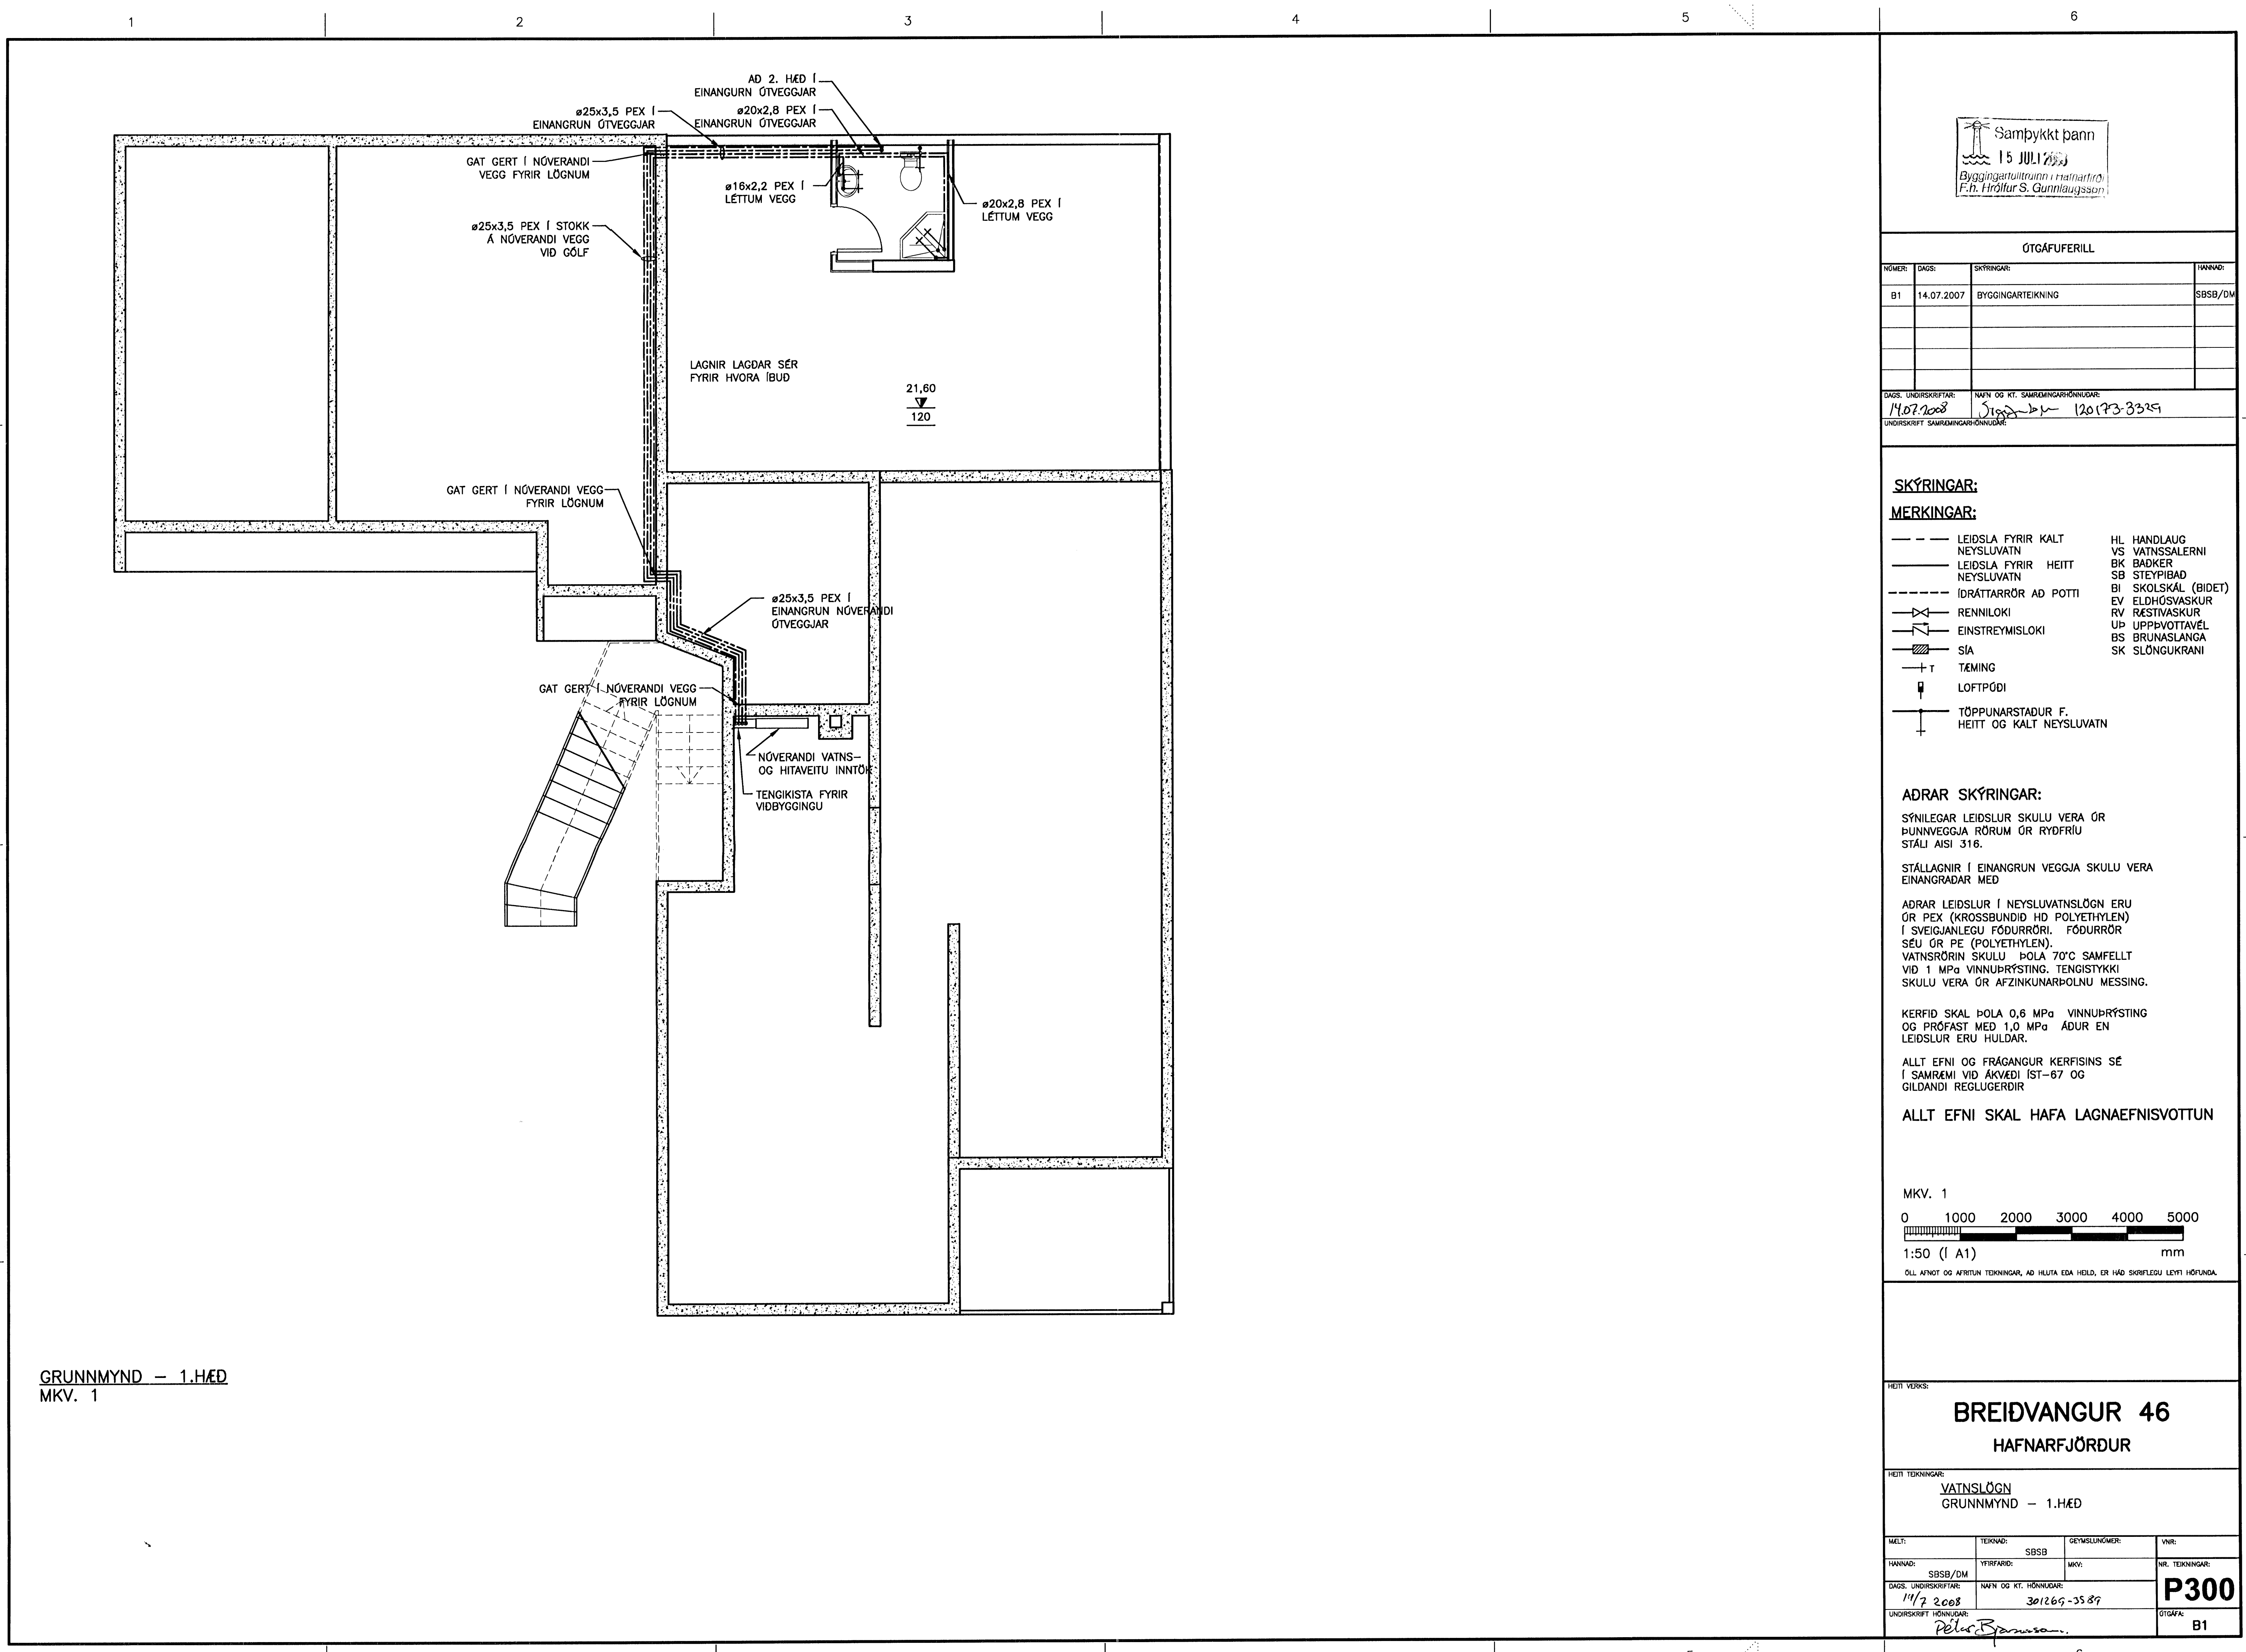 1 2 3 4 5 6
AÐ 2. HÆÐ Í
EINANGURN ÚTVEGGJAR
ø25x3,5 PEX Í
EINANGRUN ÚTVEGGJAR
ø20x2,8 PEX Í
EINANGRUN ÚTVEGGJAR
GAT GERT Í NÚVERANDI
VEGG FYRIR LÖGNUM
ø16x2,2 PEX Í
LÉTTUM VEGG
ø20x2,8 PEX Í
LÉTTUM VEGG
ø25x3,5 PEX Í STOKK
Á NÚVERANDI VEGG
VIÐ GÓLF
LAGNIR LAGÐAR SÉR
FYRIR HVORA ÍBUÐ
21,60
120
GAT GERT Í NÚVERANDI VEGG
FYRIR LÖGNUM
ø25x3,5 PEX Í
EINANGRUN NÚVERANDI
ÚTVEGGJAR
GAT GERT Í NÚVERANDI VEGG
FYRIR LÖGNUM
NÚVERANDI VATNS-
OG HITAVEITU INNTÖK
TENGIKISTA FYRIR
VIÐBYGGINGU
GRUNNMYND – 1.HÆÐ
MKV. 1
Samþykkt þann
15 JULI
Byggingarfulltrúinn í Hafnarfirði
F.h. Hrólfur S. Gunnlaugsson
ÚTGÁFUFERILL
NÚMER: DAGS: SKÝRINGAR: HANNAÐ:
B1 14.07.2007 BYGGINGARTEIKNING SBSB/DM
DAGS. UNDIRSKRIFTAR: NAFN OG KT. SAMRÆMINGARHÖNNUÐAR:
14.07.2008 120173-3329
UNDIRSKRIFT SAMRÆMINGARHÖNNUÐAR:
SKÝRINGAR:
MERKINGAR:
LEIÐSLA FYRIR KALT
NEYSLUVATN
LEIÐSLA FYRIR HEITT
NEYSLUVATN
ÍDRÁTTARRÖR AÐ POTTI
RENNILOKI
EINSTREYMISLOKI
SÍA
T TÆMING
LOFTPÚÐI
TÖPPUNARSTAÐUR F.
HEITT OG KALT NEYSLUVATN
HL HANDLAUG
VS VATNSSALERNI
BK BAÐKER
SB STEYPIBAÐ
BI SKOLSKÁL (BIDET)
EV ELDHÚSVASKUR
RV RÆSTIVASKUR
UÞ UPPÞVOTTAVÉL
BS BRUNASLANGA
SK SLÖNGUKRANI
AÐRAR SKÝRINGAR:
SÝNILEGAR LEIÐSLUR SKULU VERA ÚR
ÞUNNVEGGJA RÖRUM ÚR RYÐFRÍU
STÁLI AISI 316.
STÁLLAGNIR Í EINANGRUN VEGGJA SKULU VERA
EINANGRAÐAR MEÐ
AÐRAR LEIÐSLUR Í NEYSLUVATNSLÖGN ERU
ÚR PEX (KROSSBUNDIÐ HD POLYETHYLEN)
Í SVEIGJANLEGU FÓÐURRÖRI. FÓÐURRÖR
SÉU ÚR PE (POLYETHYLEN).
VATNSRÖRIN SKULU ÞOLA 70°C SAMFELLT
VIÐ 1 MPa VINNUÞRÝSTING. TENGISTYKKI
SKULU VERA ÚR AFZINKUNARÞOLNU MESSING.
KERFIÐ SKAL ÞOLA 0,6 MPa VINNUÞRÝSTING
OG PRÓFAST MEÐ 1,0 MPa ÁÐUR EN
LEIÐSLUR ERU HULDAR.
ALLT EFNI OG FRÁGANGUR KERFISINS SÉ
Í SAMRÆMI VIÐ ÁKVÆÐI ÍST-67 OG
GILDANDI REGLUGERÐIR
ALLT EFNI SKAL HAFA LAGNAEFNISVOTTUN
MKV. 1
0 1000 2000 3000 4000 5000
1:50 (Í A1) mm
ÖLL AFNOT OG AFRITUN TEIKNINGAR, AÐ HLUTA EÐA HEILD, ER HÁÐ SKRIFLEGU LEYFI HÖFUNDA.
HEITI VERKS:
BREIÐVANGUR 46
HAFNARFJÖRÐUR
HEITI TEIKNINGAR:
VATNSLÖGN
GRUNNMYND – 1.HÆÐ
MÆLT: TEIKNAÐ: SBSB GEYMSLUNÚMER: VNR:
HANNAÐ: SBSB/DM YFIRFARIÐ: MKV: NR. TEIKNINGAR:
P300
DAGS. UNDIRSKRIFTAR: NAFN OG KT. HÖNNUÐAR:
14/7 2008 301269-3589
UNDIRSKRIFT HÖNNUÐAR: ÚTGÁFA:
Pétur Bjarnason. B1